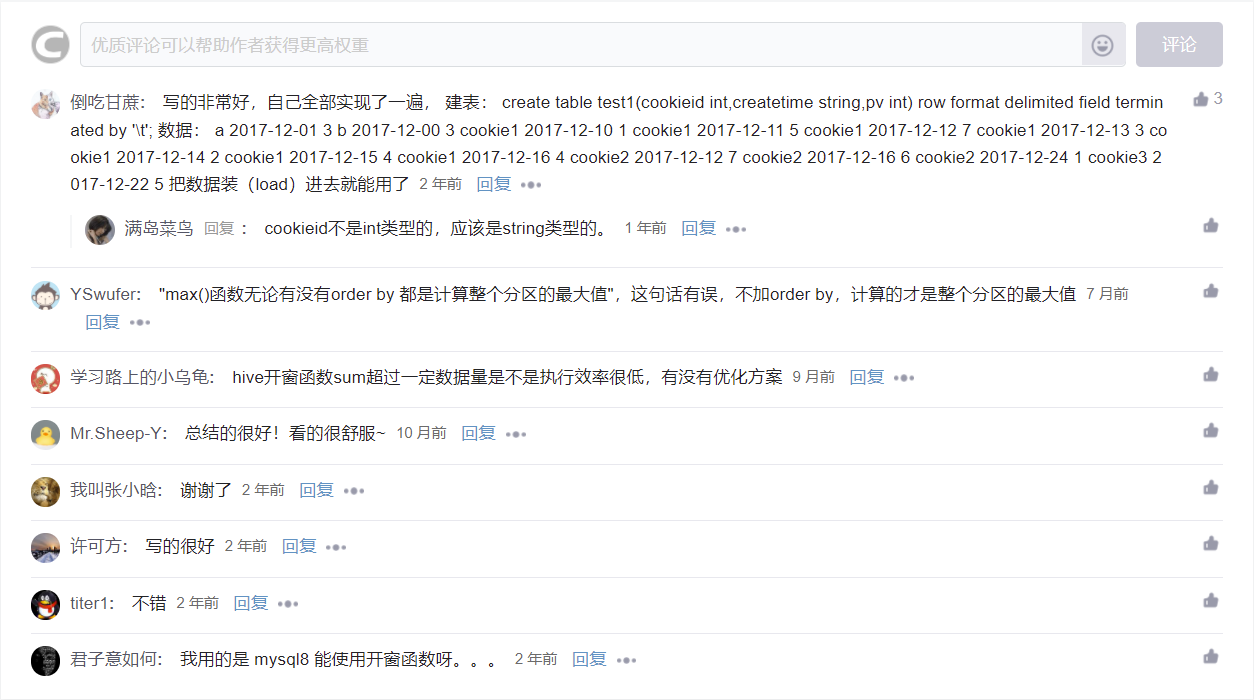 优质评论可以帮助作者获得更高权重
评论
倒吃甘蔗： 写的非常好，自己全部实现了一遍， 建表： create table test1(cookieid int,createtime string,pv int) row format delimited field termin
ated by '\t'; 数据： a 2017-12-01 3 b 2017-12-00 3 cookie1 2017-12-10 1 cookie1 2017-12-11 5 cookie1 2017-12-12 7 cookie1 2017-12-13 3 co
okie1 2017-12-14 2 cookie1 2017-12-15 4 cookie1 2017-12-16 4 cookie2 2017-12-12 7 cookie2 2017-12-16 6 cookie2 2017-12-24 1 cookie3 2
017-12-22 5 把数据装（load）进去就能用了 2 年前 回复
3
满岛菜鸟 回复： cookieid不是int类型的，应该是string类型的。 1 年前 回复
YSwufer： "max()函数无论有没有order by 都是计算整个分区的最大值"，这句话有误，不加order by，计算的才是整个分区的最大值 7 月前
回复
学习路上的小乌龟： hive开窗函数sum超过一定数据量是不是执行效率很低，有没有优化方案 9 月前 回复
Mr.Sheep-Y： 总结的很好！看的很舒服~ 10 月前 回复
我叫张小晗： 谢谢了 2 年前 回复
许可方： 写的很好 2 年前 回复
titer1： 不错 2 年前 回复
君子意如何： 我用的是 mysql8 能使用开窗函数呀。。。 2 年前 回复